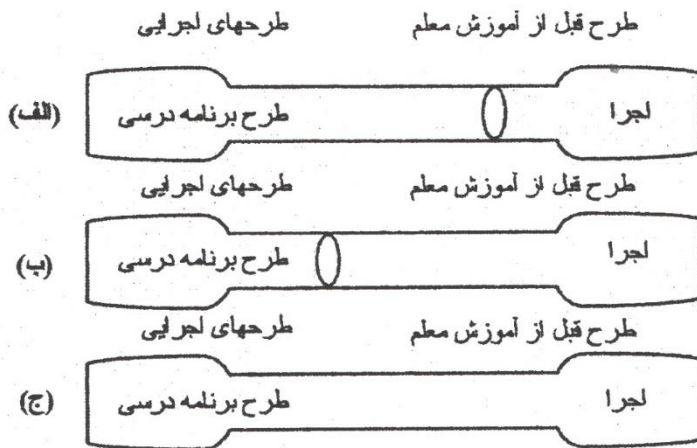 طرح قبل از آموزش معلم طرحهای اجرایی
(الف) اجرا طرح برنامه درسی
طرح قبل از آموزش معلم طرحهای اجرایی
(ب) اجرا طرح برنامه درسی
طرح قبل از آموزش معلم طرحهای اجرایی
(ج) اجرا طرح برنامه درسی